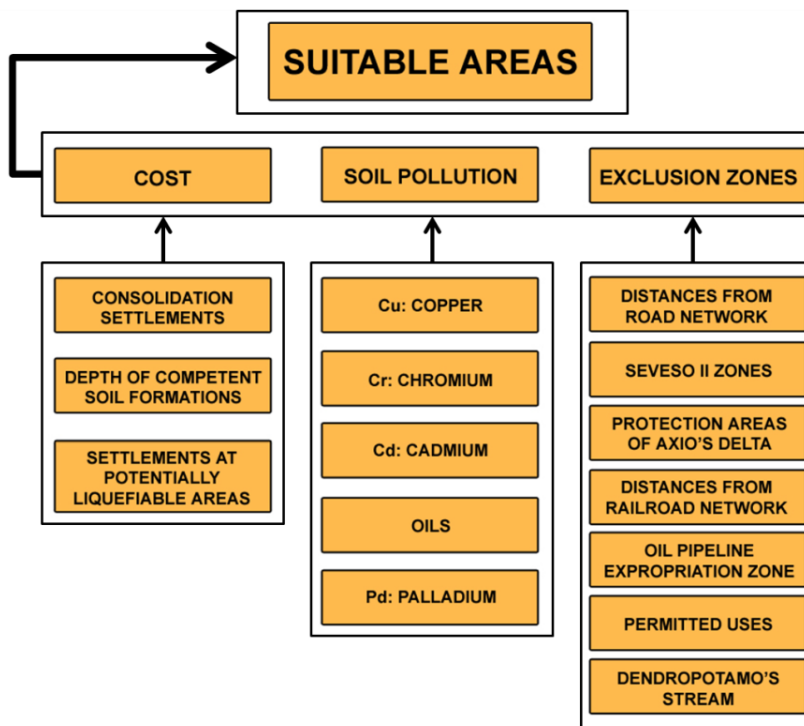 SUITABLE AREAS
COST
SOIL POLLUTION
EXCLUSION ZONES
CONSOLIDATION
SETTLEMENTS
DEPTH OF COMPETENT
SOIL FORMATIONS
SETTLEMENTS AT
POTENTIALLY
LIQUEFIABLE AREAS
Cu: COPPER
Cr: CHROMIUM
Cd: CADMIUM
OILS
Pd: PALLADIUM
DISTANCES FROM
ROAD NETWORK
SEVESO II ZONES
PROTECTION AREAS
OF AXIO'S DELTA
DISTANCES FROM
RAILROAD NETWORK
OIL PIPELINE
EXPROPRIATION ZONE
PERMITTED USES
DENDROPOTAMO'S
STREAM